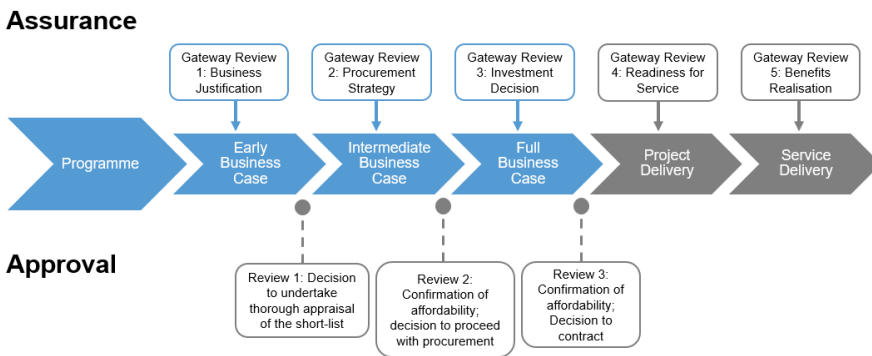 Assurance
Gateway Review
1: Business
Justification
Gateway Review
2: Procurement
Strategy
Gateway Review
3: Investment
Decision
Gateway Review
4: Readiness for
Service
Gateway Review
5: Benefits
Realisation
Programme
Early
Business
Case
Intermediate
Business
Case
Full
Business
Case
Project
Delivery
Service
Delivery
Approval
Review 1: Decision
to undertake
thorough appraisal
of the short-list
Review 2:
Confirmation of
affordability;
decision to proceed
with procurement
Review 3:
Confirmation of
affordability;
Decision to
contract